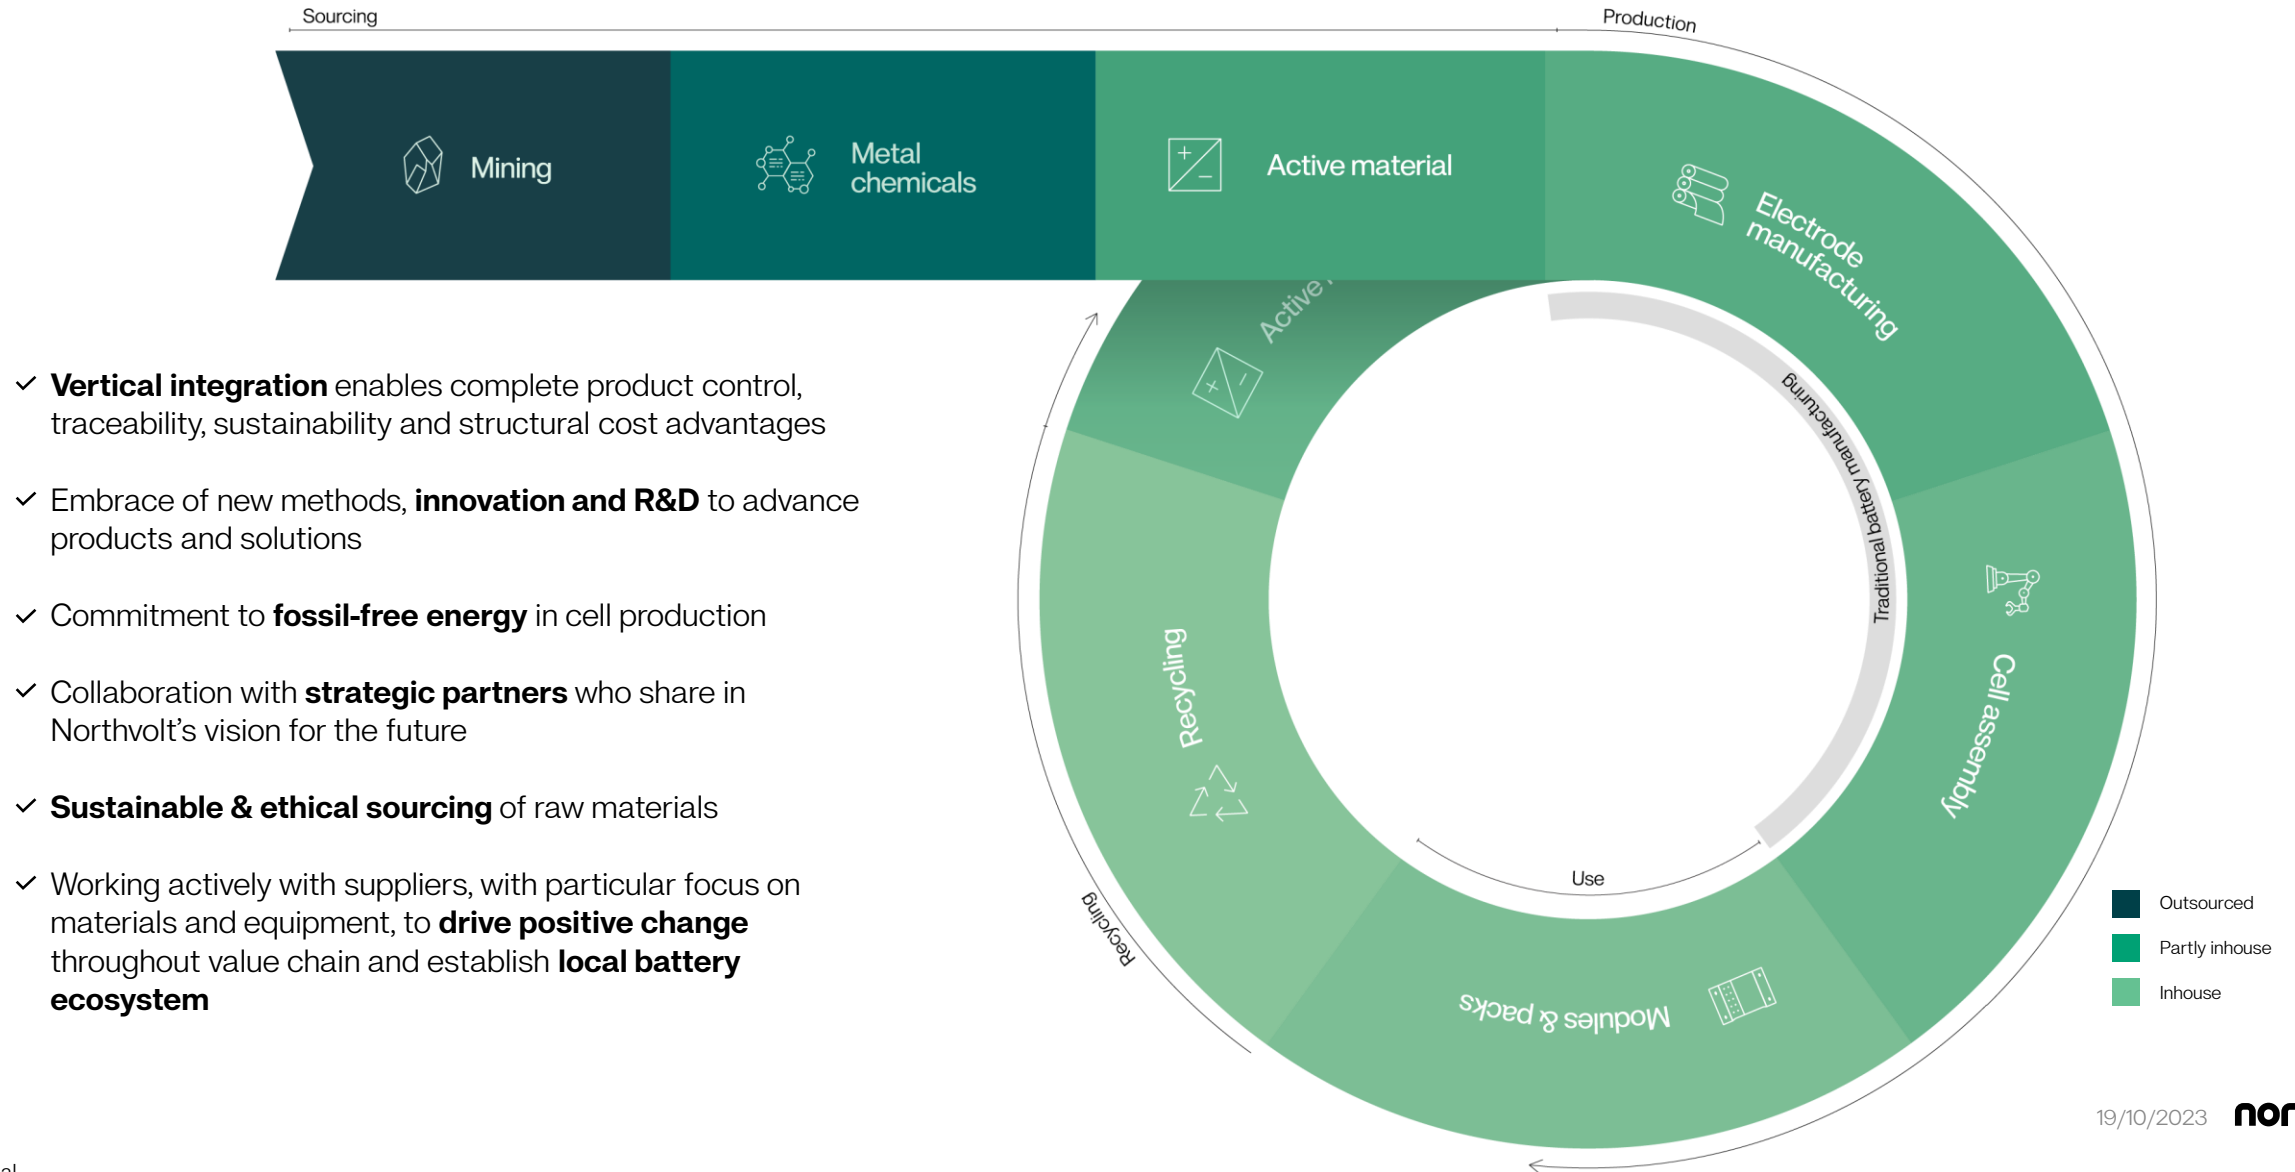 Sourcing
Production
Mining
Metal
chemicals
Active material
Electrode
manufacturing
Active
Traditional battery manufacturing
Vertical integration enables complete product control,
traceability, sustainability and structural cost advantages
Embrace of new methods, innovation and R&D to advance
products and solutions
Commitment to fossil-free energy in cell production
Collaboration with strategic partners who share in
Northvolt’s vision for the future
Sustainable & ethical sourcing of raw materials
Working actively with suppliers, with particular focus on
materials and equipment, to drive positive change
throughout value chain and establish local battery
ecosystem
Recycling
Cell assembly
Use
Recycling
Modules & packs
Outsourced
Partly inhouse
Inhouse
19/10/2023
nor